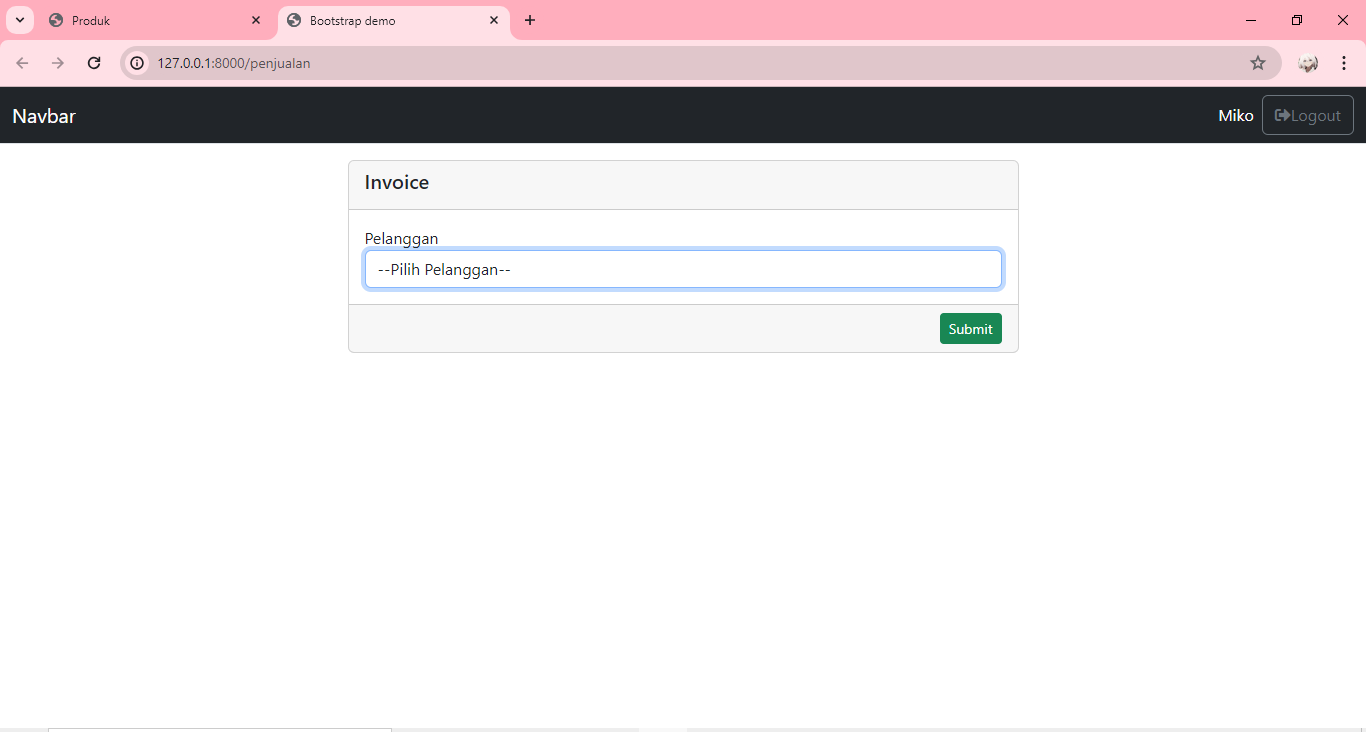 Produk
Bootstrap demo
127.0.0.1:8000/penjualan
Navbar
Miko
Logout
Invoice
Pelanggan
--Pilih Pelanggan--
Submit